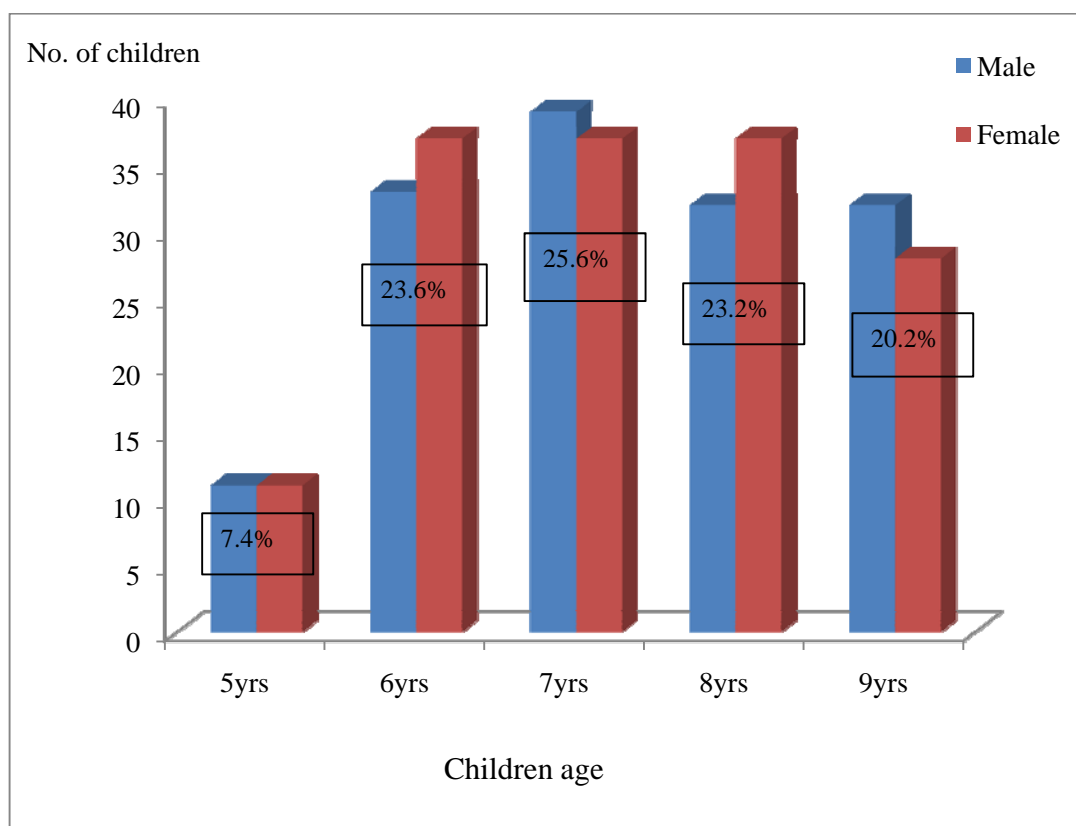 No. of children
Male
Female
40
35
30
25
20
15
10
5
0
7.4%
23.6%
25.6%
23.2%
20.2%
5yrs
6yrs
7yrs
8yrs
9yrs
Children age